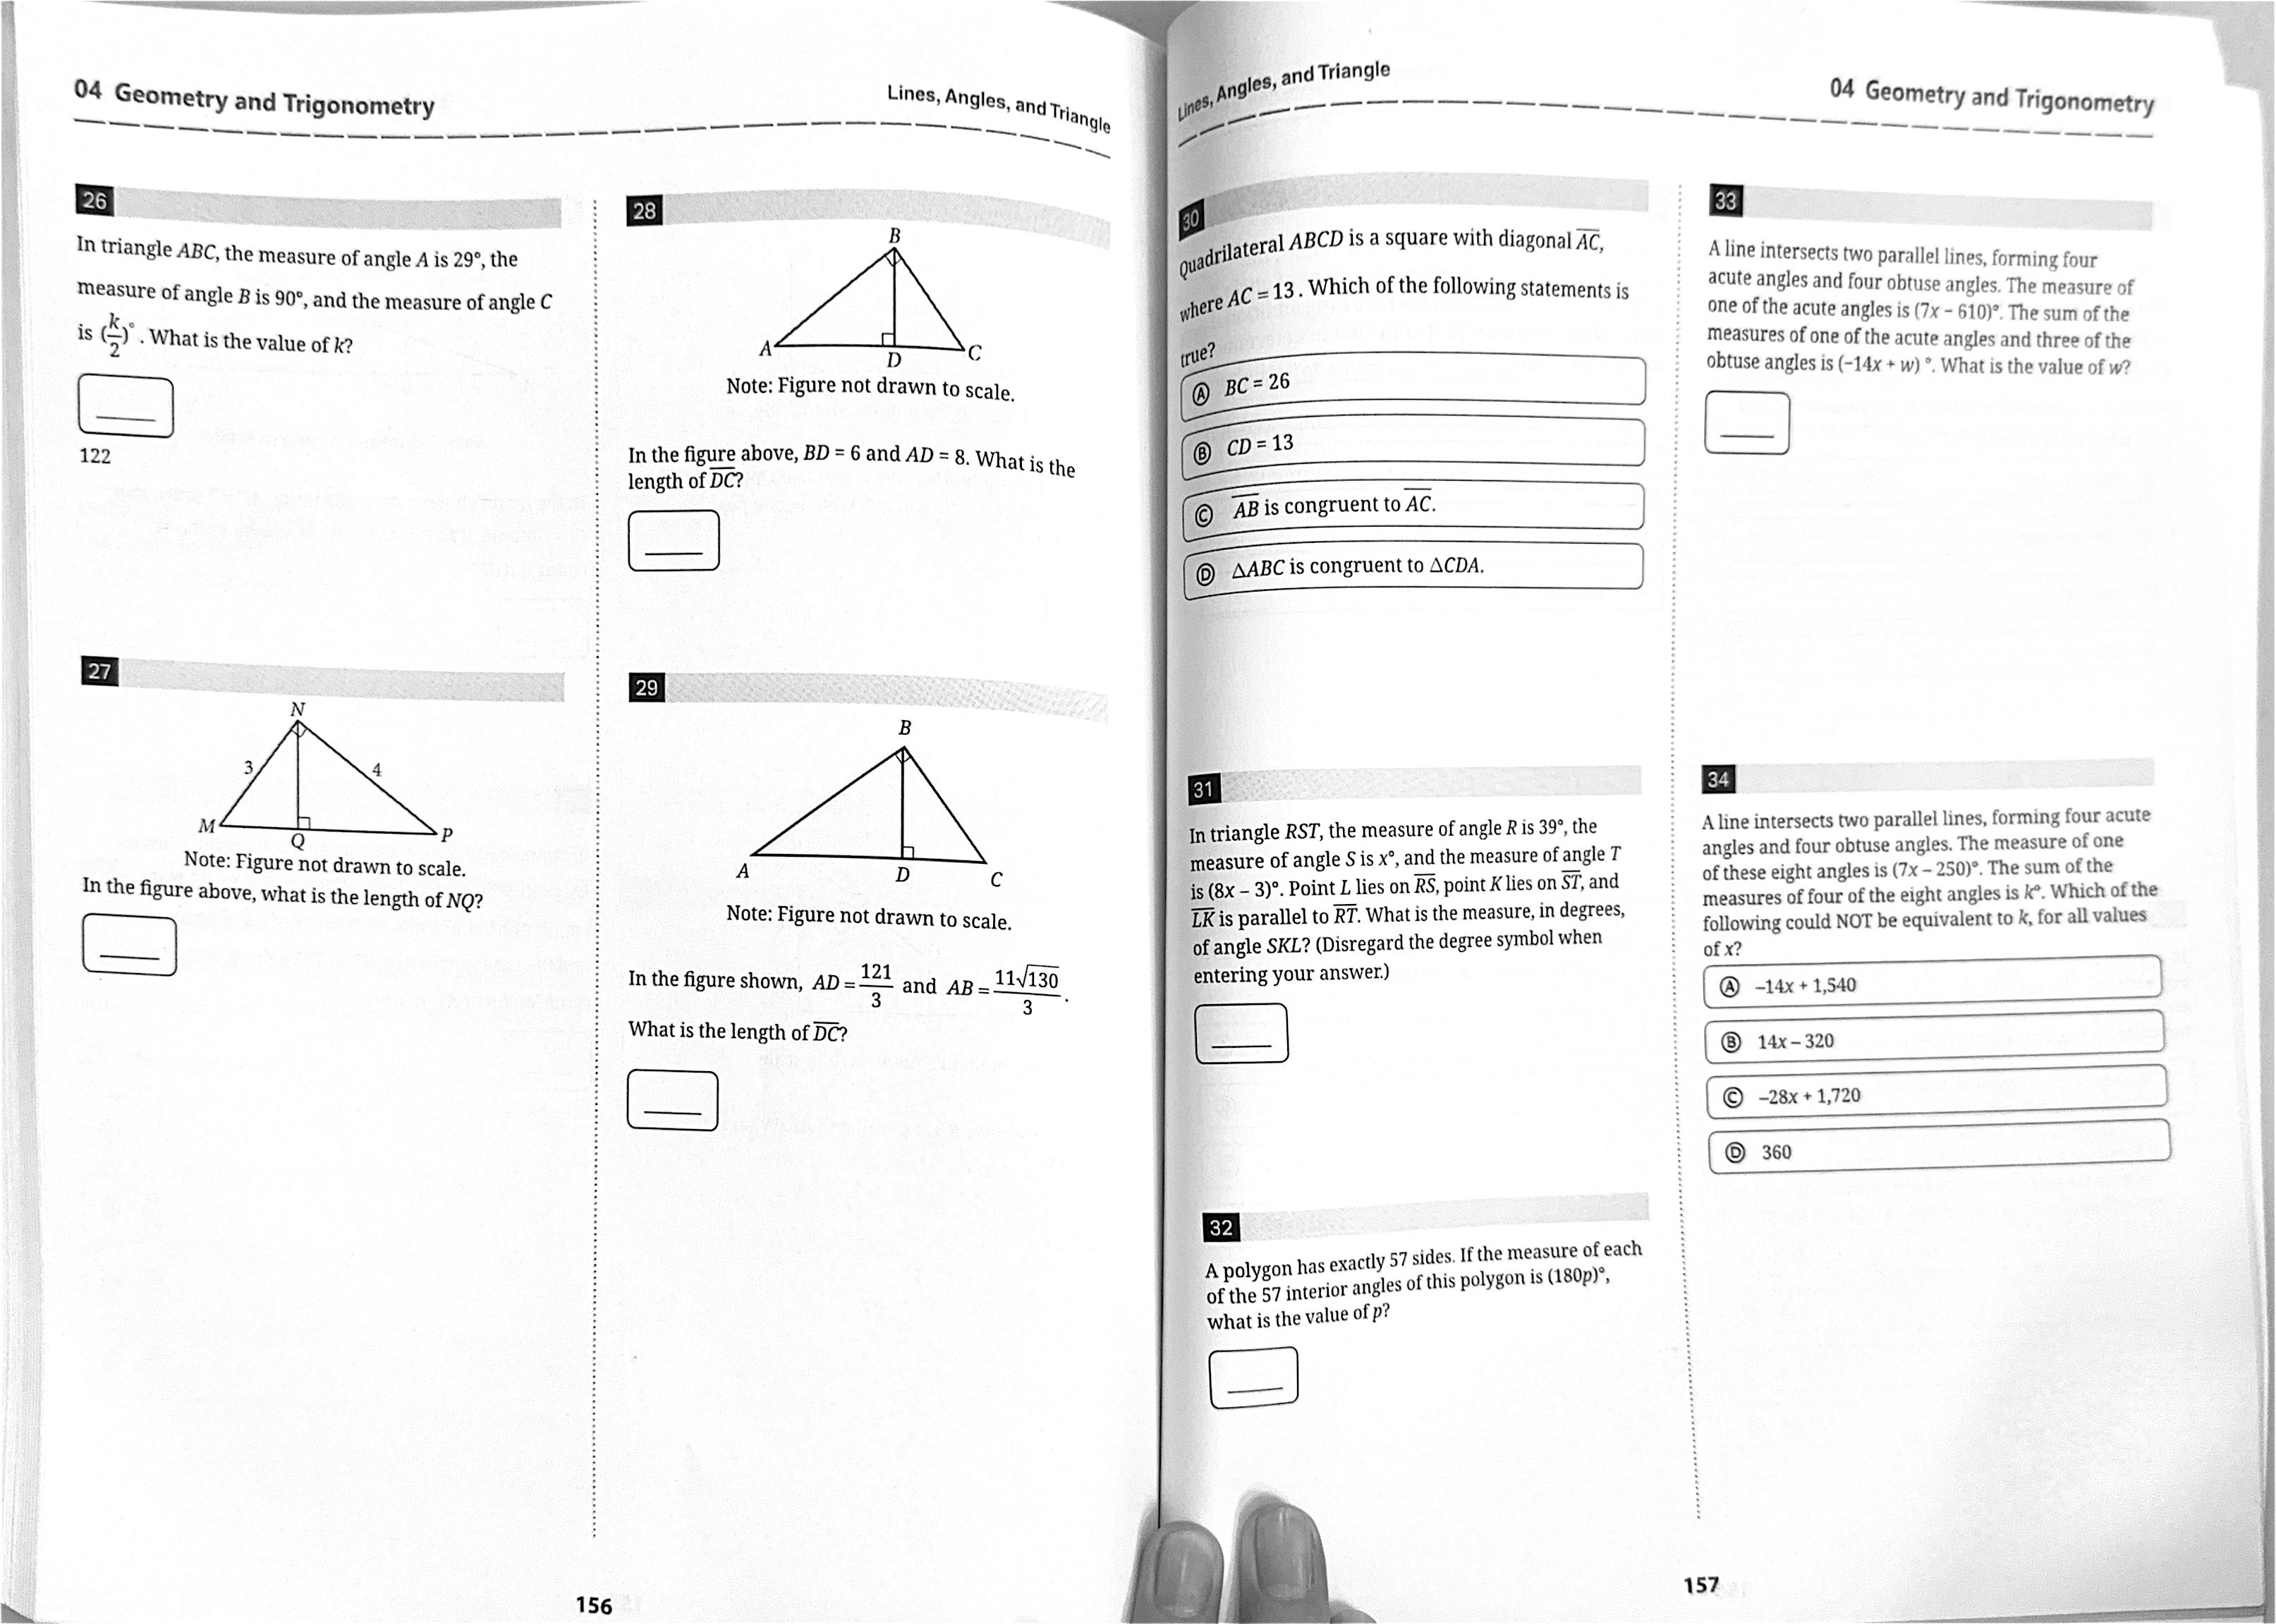 04 Geometry and Trigonometry
Lines, Angles, and Triangle
26
In triangle ABC, the measure of angle A is 29°, the
measure of angle B is 90°, and the measure of angle C
is (k/2)°. What is the value of k?
122
27
N
3
4
M
Q
P
Note: Figure not drawn to scale.
In the figure above, what is the length of NQ?
28
B
A
D
C
Note: Figure not drawn to scale.
In the figure above, BD = 6 and AD = 8. What is the
length of D̅C̅?
29
B
A
D
C
Note: Figure not drawn to scale.
In the figure shown, AD = 121/3 and AB = 11√130/3.
What is the length of D̅C̅?
156
Lines, Angles, and Triangle
04 Geometry and Trigonometry
30
Quadrilateral ABCD is a square with diagonal A̅C̅,
where AC = 13. Which of the following statements is
true?
Ⓐ BC = 26
Ⓑ CD = 13
Ⓒ A̅B̅ is congruent to A̅C̅.
Ⓓ △ABC is congruent to △CDA.
31
In triangle RST, the measure of angle R is 39°, the
measure of angle S is x°, and the measure of angle T
is (8x – 3)°. Point L lies on R̅S̅, point K lies on S̅T̅, and
L̅K̅ is parallel to R̅T̅. What is the measure, in degrees,
of angle SKL? (Disregard the degree symbol when
entering your answer.)
32
A polygon has exactly 57 sides. If the measure of each
of the 57 interior angles of this polygon is (180p)°,
what is the value of p?
33
A line intersects two parallel lines, forming four
acute angles and four obtuse angles. The measure of
one of the acute angles is (7x – 610)°. The sum of the
measures of one of the acute angles and three of the
obtuse angles is (–14x + w) °. What is the value of w?
34
A line intersects two parallel lines, forming four acute
angles and four obtuse angles. The measure of one
of these eight angles is (7x – 250)°. The sum of the
measures of four of the eight angles is k°. Which of the
following could NOT be equivalent to k, for all values
of x?
Ⓐ –14x + 1,540
Ⓑ 14x – 320
Ⓒ –28x + 1,720
Ⓓ 360
157